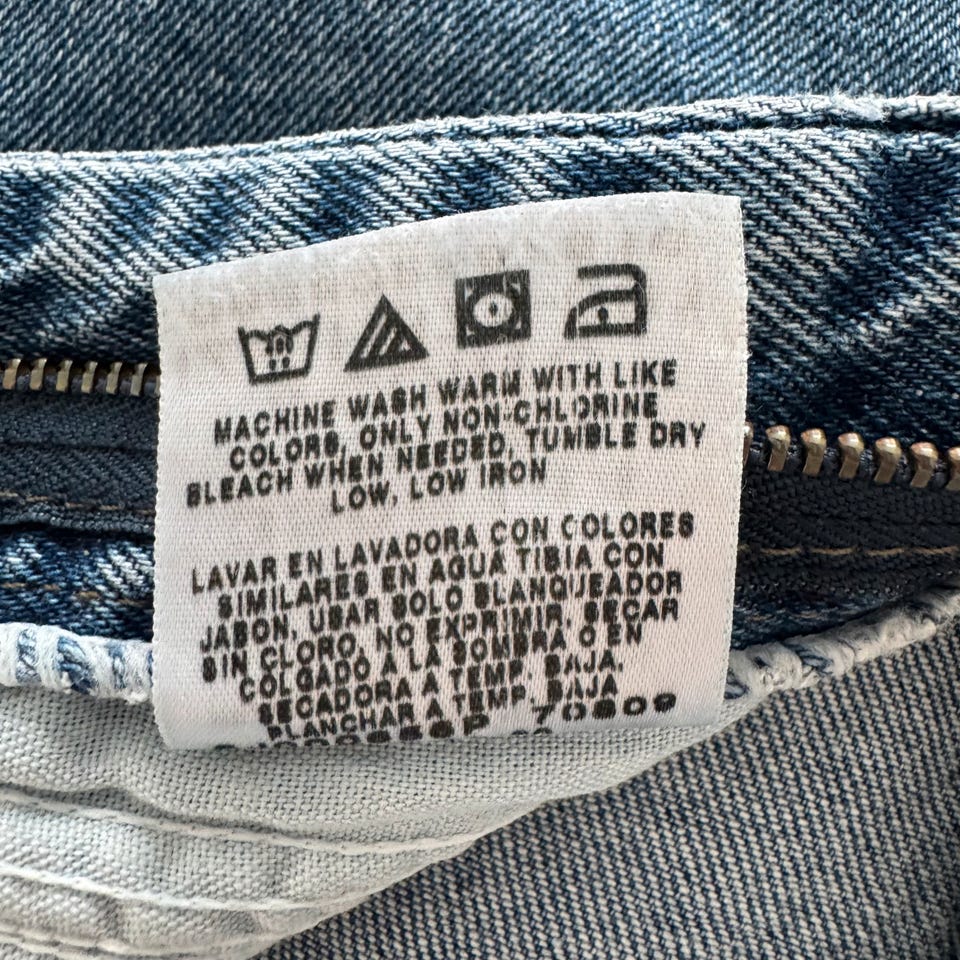 MACHINE WASH WARM WITH LIKE
COLORS, ONLY NON-CHLORINE
BLEACH WHEN NEEDED, TUMBLE DRY
LOW, LOW IRON
LAVAR EN LAVADORA CON COLORES
SIMILARES EN AGUA TIBIA CON
JABON, USAR SOLO BLANQUEADOR
SIN CLORO, NO EXPRIMIR, SECAR
COLGADO A LA SOMBRA O EN
SECADORA A TEMP. BAJA.
PLANCHAR A TEMP. BAJA
70809